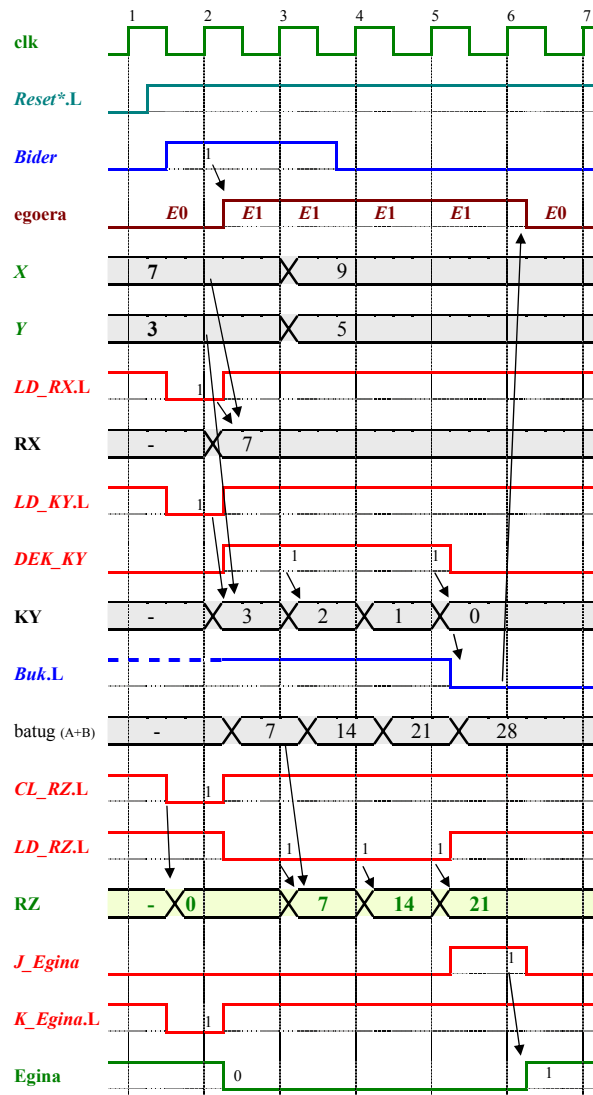 1 2 3 4 5 6 7
clk
Reset*.L
Bider 1
egoera E0 E1 E1 E1 E1 E0
X 7 9
Y 3 5
LD_RX.L 1
RX - 7
LD_KY.L 1
DEK_KY 1 1
KY - 3 2 1 0
Buk.L
batug (A+B) - 7 14 21 28
CL_RZ.L 1
LD_RZ.L 1 1 1
RZ - 0 7 14 21
J_Egina 1
K_Egina.L 1
Egina 0 1